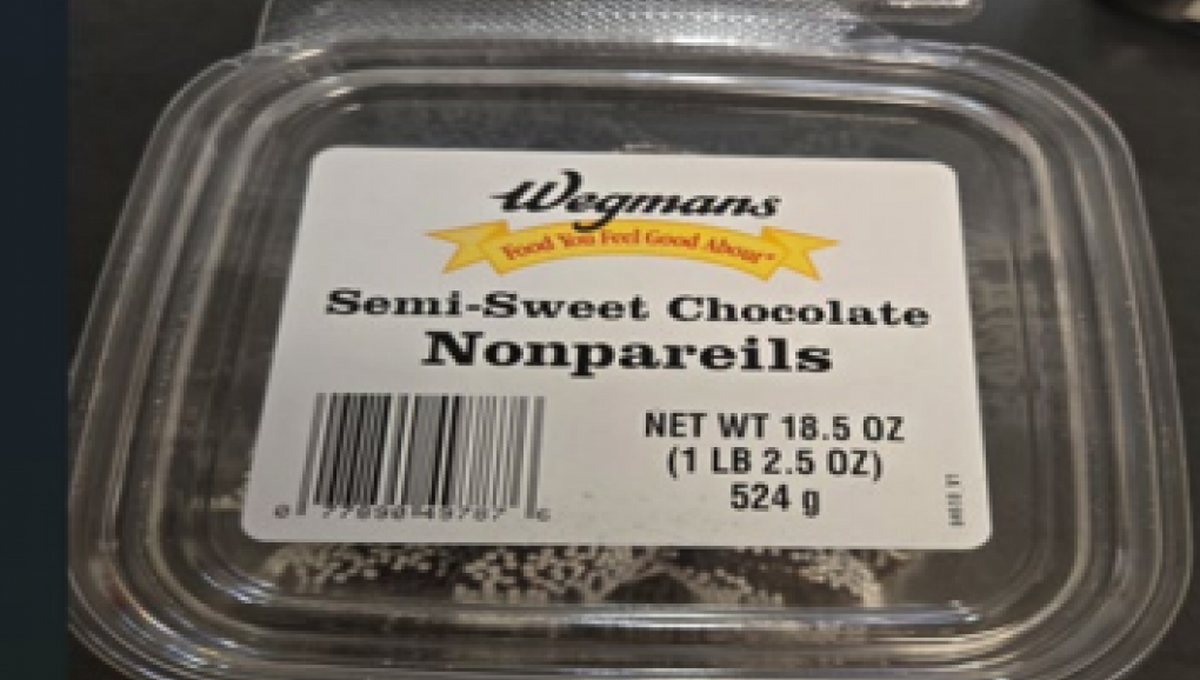 Wegmans
Food You Feel Good About™
Semi-Sweet Chocolate
Nonpareils
NET WT 18.5 OZ
(1 LB 2.5 OZ)
524 g